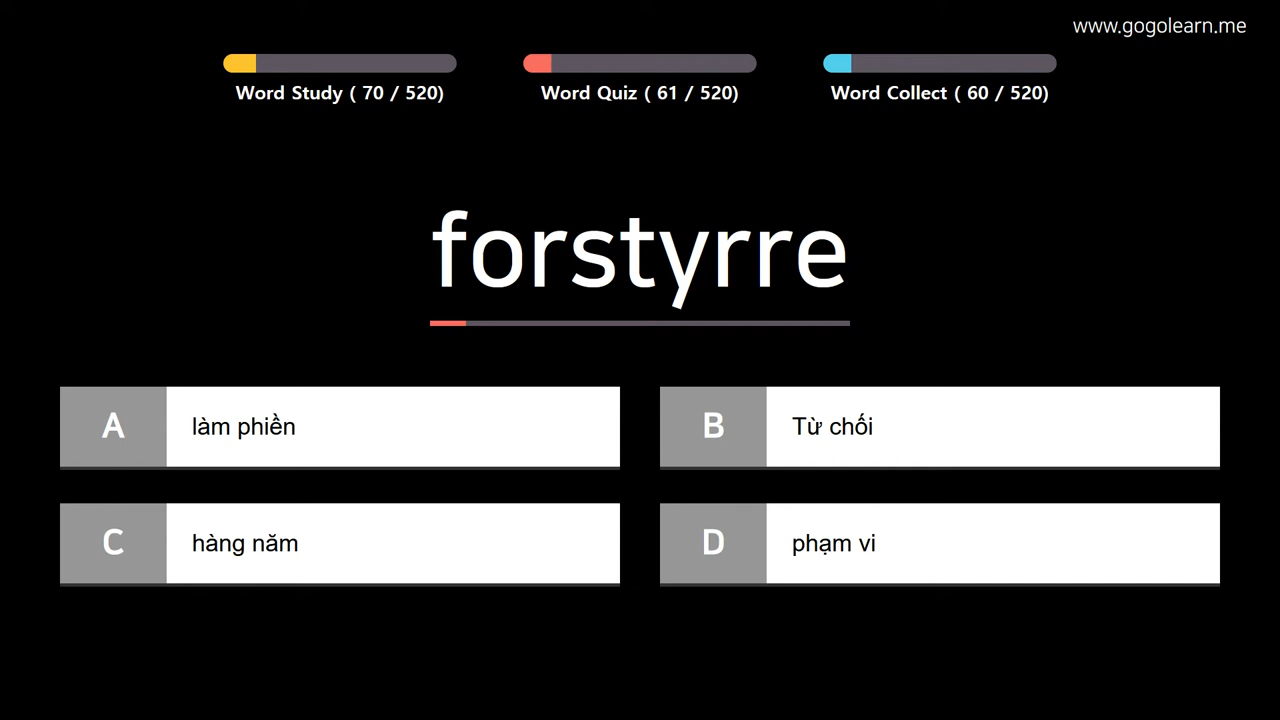 www.gogolearn.me
Word Study ( 70 / 520)
Word Quiz ( 61 / 520)
Word Collect ( 60 / 520)
forstyrre
A làm phiền
B Từ chối
C hàng năm
D phạm vi